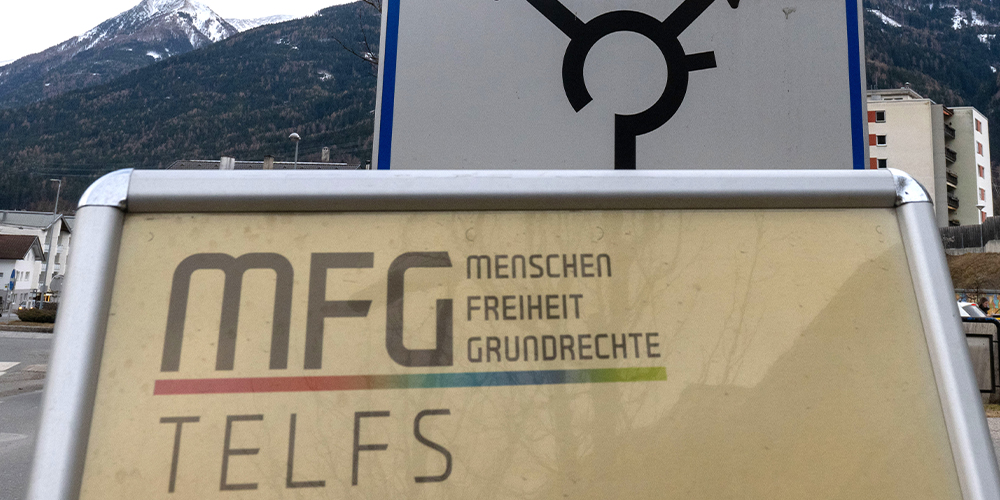 MFG
MENSCHEN
FREIHEIT
GRUNDRECHTE
TELFS